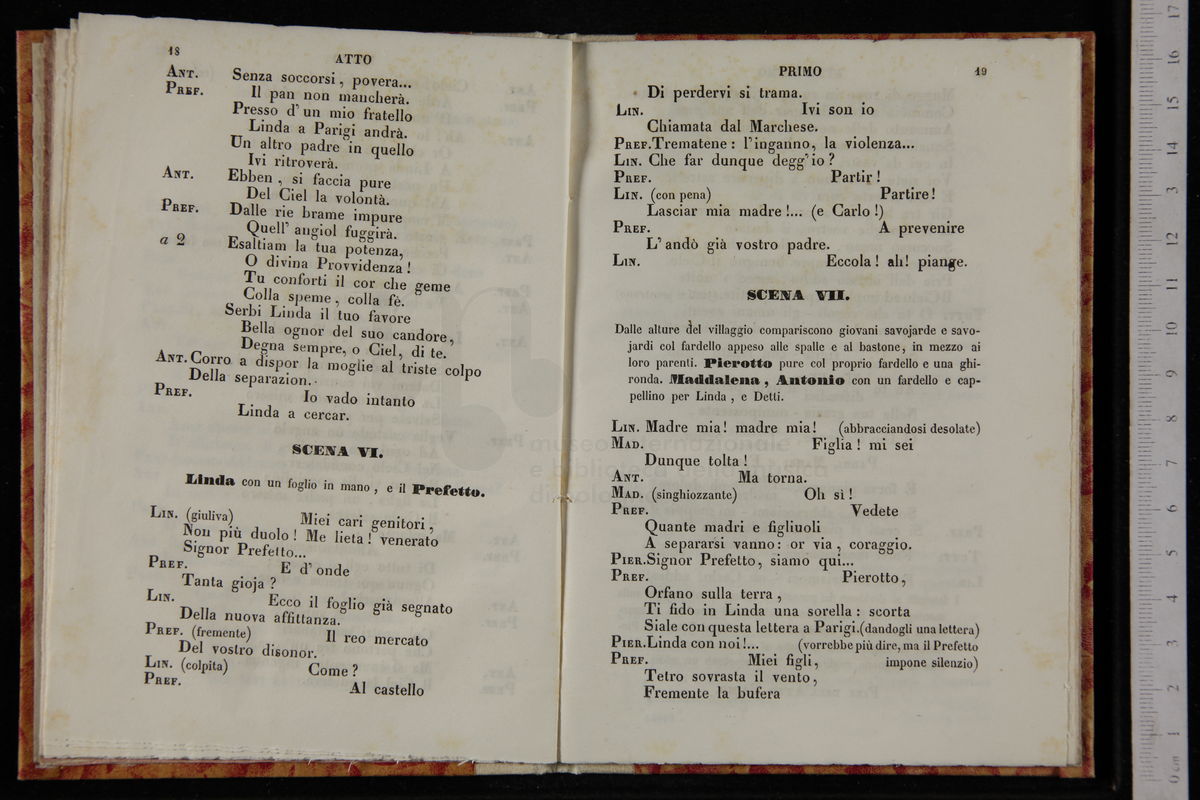 18
ATTO
ANT. Senza soccorsi, povera...
PREF. Il pan non mancherà.
Presso d' un mio fratello
Linda a Parigi andrà.
Un altro padre in quello
Ivi ritroverà.
ANT. Ebben, si faccia pure
Del Ciel la volontà.
PREF. Dalle rie brame impure
Quell' angiol fuggirà.
a 2 Esaltiam la tua potenza,
O divina Provvidenza!
Tu conforti il cor che geme
Colla speme, colla fè.
Serbi Linda il tuo favore
Bella ognor del suo candore,
Degna sempre, o Ciel, di te.
ANT. Corro a dispor la moglie al triste colpo
Della separazion.
PREF. Io vado intanto
Linda a cercar.
SCENA VI.
Linda con un foglio in mano, e il Prefetto.
LIN. (giuliva) Miei cari genitori,
Non più duolo! Me lieta! venerato
Signor Prefetto...
PREF. E d' onde
Tanta gioja?
LIN. Ecco il foglio già segnato
Della nuova affittanza.
PREF. (fremente) Il reo mercato
Del vostro disonor.
LIN. (colpita) Come?
PREF. Al castello
PRIMO
19
Di perdervi si trama.
LIN. Ivi son io
Chiamata dal Marchese.
PREF. Trematene: l'inganno, la violenza...
LIN. Che far dunque degg' io?
PREF. Partir!
LIN. (con pena) Partire!
Lasciar mia madre!... (e Carlo!)
PREF. A prevenire
L' andò già vostro padre.
LIN. Eccola! ah! piange.
SCENA VII.
Dalle alture del villaggio compariscono giovani savojarde e savo-
jardi col fardello appeso alle spalle e al bastone, in mezzo ai
loro parenti. Pierotto pure col proprio fardello e una ghi-
ronda. Maddalena, Antonio con un fardello e cap-
pellino per Linda, e Detti.
LIN. Madre mia! madre mia! (abbracciandosi desolate)
MAD. Figlia! mi sei
Dunque tolta!
ANT. Ma torna.
MAD. (singhiozzante) Oh sì!
PREF. Vedete
Quante madri e figliuoli
A separarsi vanno: or via, coraggio.
PIER. Signor Prefetto, siamo qui...
PREF. Pierotto,
Orfano sulla terra,
Ti fido in Linda una sorella: scorta
Siale con questa lettera a Parigi. (dandogli una lettera)
PIER. Linda con noi!... (vorrebbe più dire, ma il Prefetto
PREF. Miei figli, impone silenzio)
Tetro sovrasta il vento,
Fremente la bufera